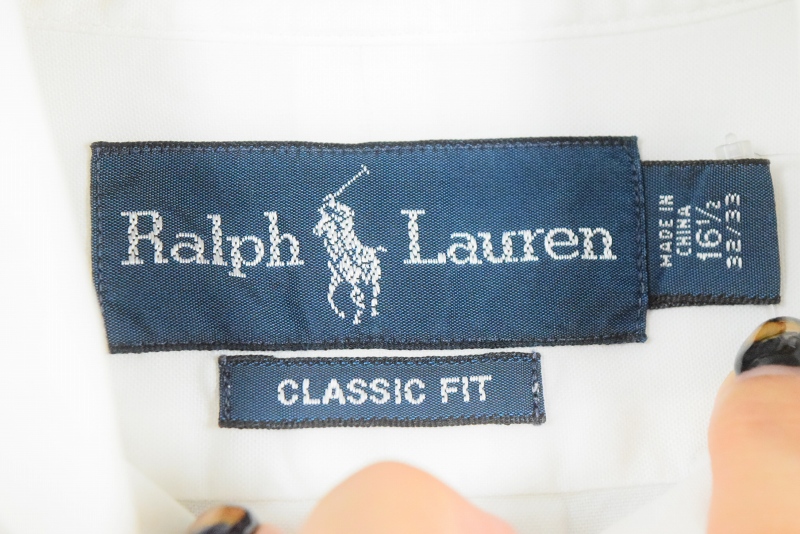 Ralph Lauren
MADE IN
CHINA
16½
32/33
CLASSIC FIT